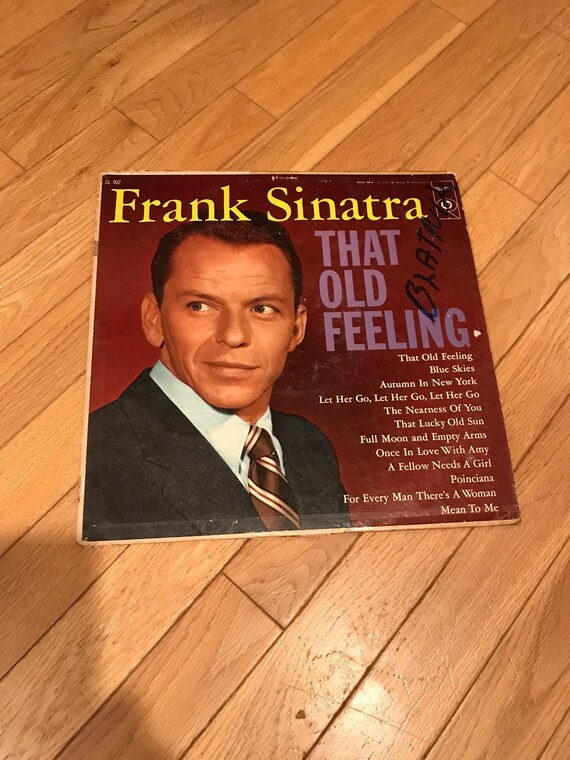 CL 902
Frank Sinatra
THAT
OLD
FEELING
That Old Feeling
Blue Skies
Autumn In New York
Let Her Go, Let Her Go, Let Her Go
The Nearness Of You
That Lucky Old Sun
Full Moon and Empty Arms
Once In Love With Amy
A Fellow Needs A Girl
Poinciana
For Every Man There's A Woman
Mean To Me